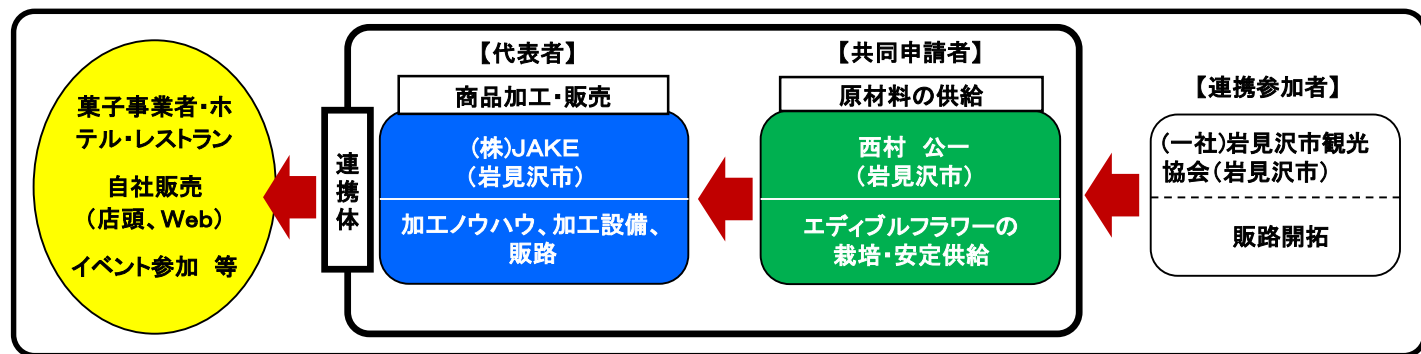 菓子事業者・ホ
テル・レストラン
自社販売
（店頭、Web）
イベント参加　等
連携体
【代表者】
商品加工・販売
(株)JAKE
(岩見沢市)
加工ノウハウ、加工設備、
販路
【共同申請者】
原材料の供給
西村　公一
(岩見沢市)
エディブルフラワーの
栽培・安定供給
【連携参加者】
(一社)岩見沢市観光
協会(岩見沢市)
販路開拓